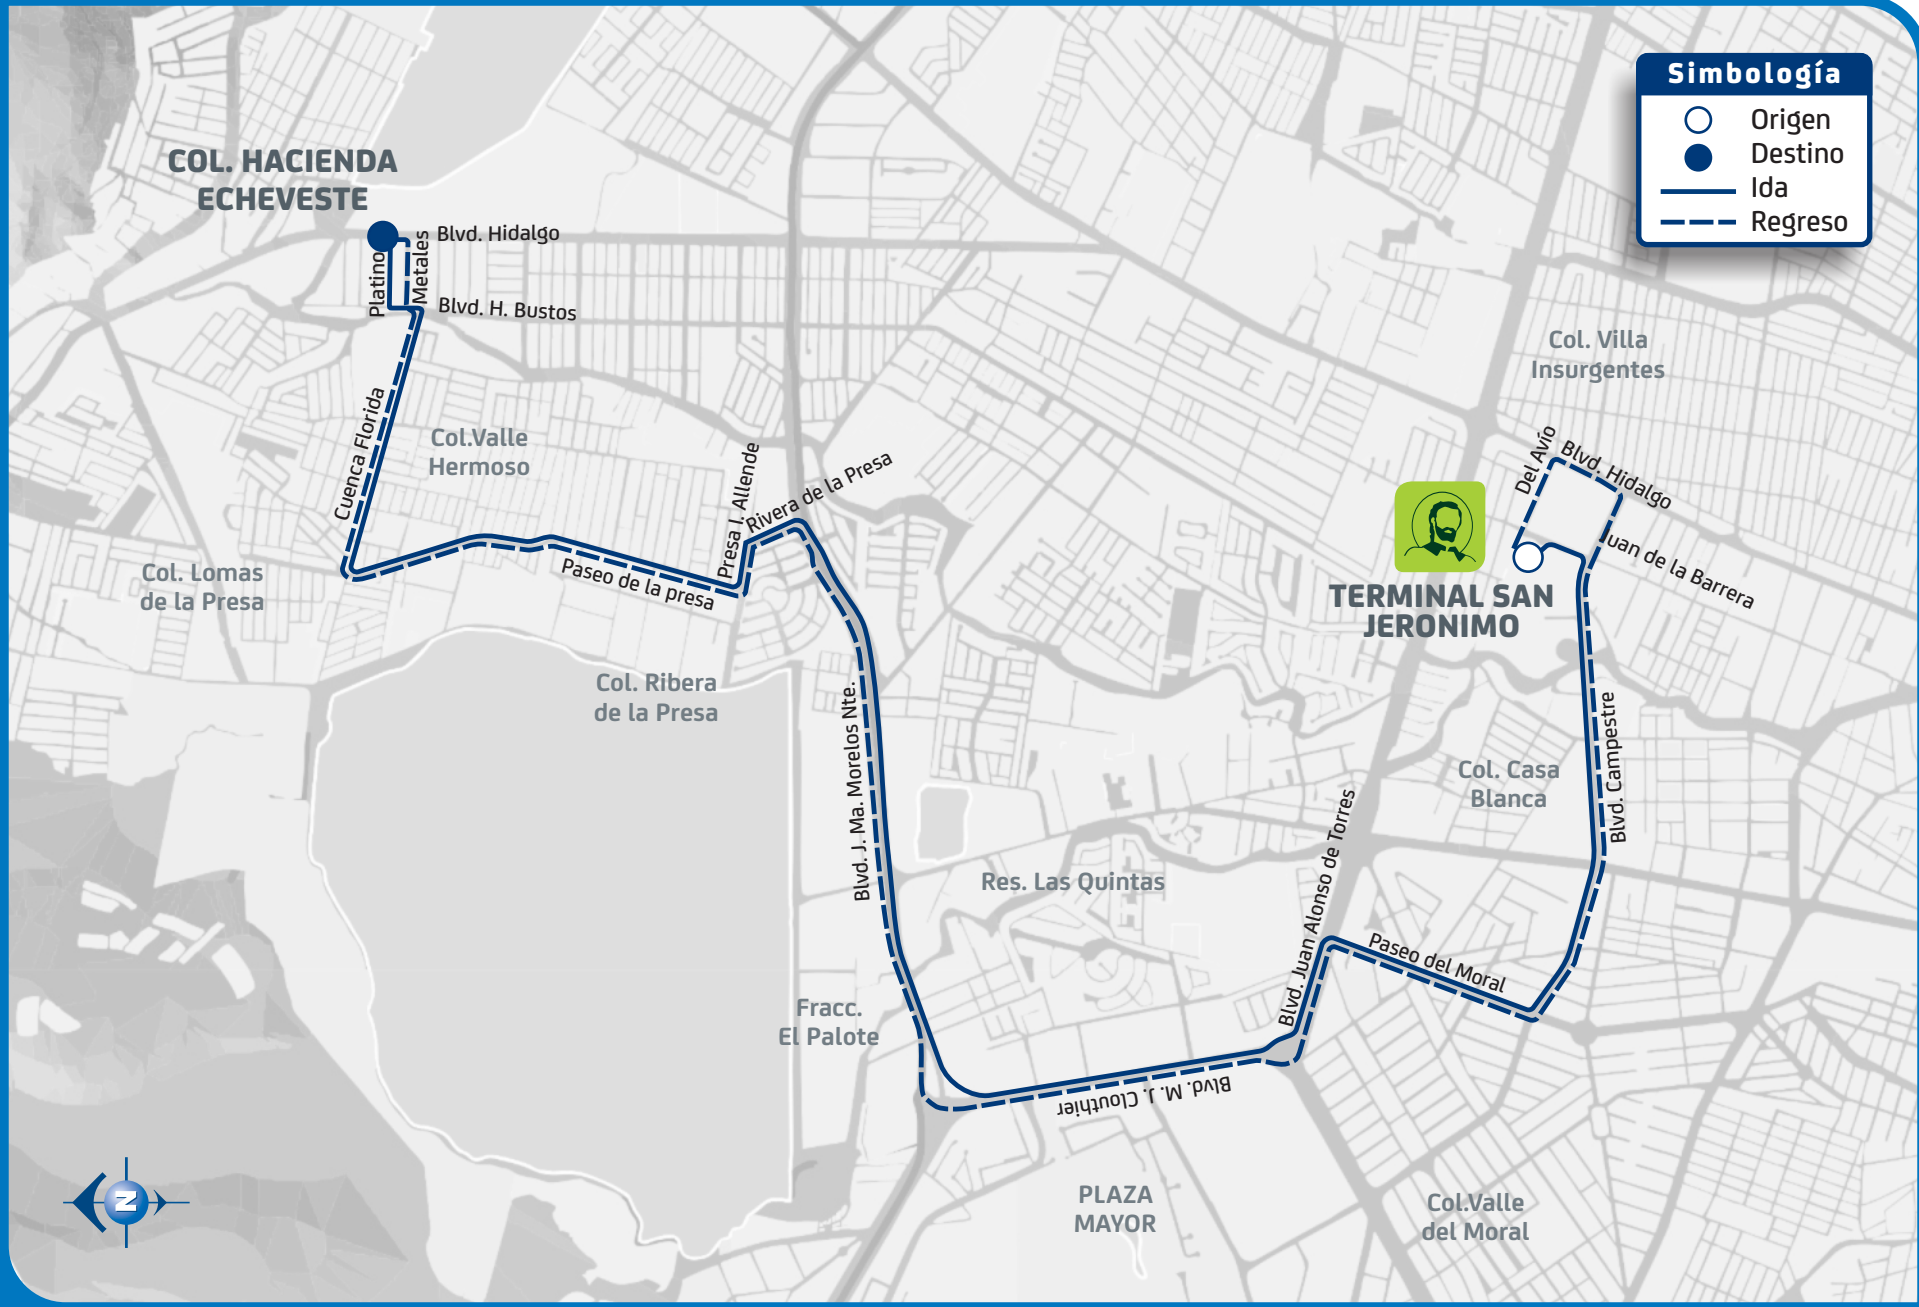 Simbología
Origen
Destino
Ida
Regreso
COL. HACIENDA
ECHEVESTE
Blvd. Hidalgo
Metales
Platino
Blvd. H. Bustos
Col. Villa
Insurgentes
Cuenca Florida
Col.Valle
Hermoso
Presa I. Allende
Rivera de la Presa
Del Avío
Blvd. Hidalgo
Juan de la Barrera
Col. Lomas
de la Presa
Paseo de la presa
TERMINAL SAN
JERONIMO
Col. Ribera
de la Presa
Blvd. J. Ma. Morelos Nte.
Col. Casa
Blanca
Blvd. Campestre
Blvd. Juan Alonso de Torres
Res. Las Quintas
Paseo del Moral
Fracc.
El Palote
Blvd. M. J. Clouthier
PLAZA
MAYOR
Col.Valle
del Moral
N